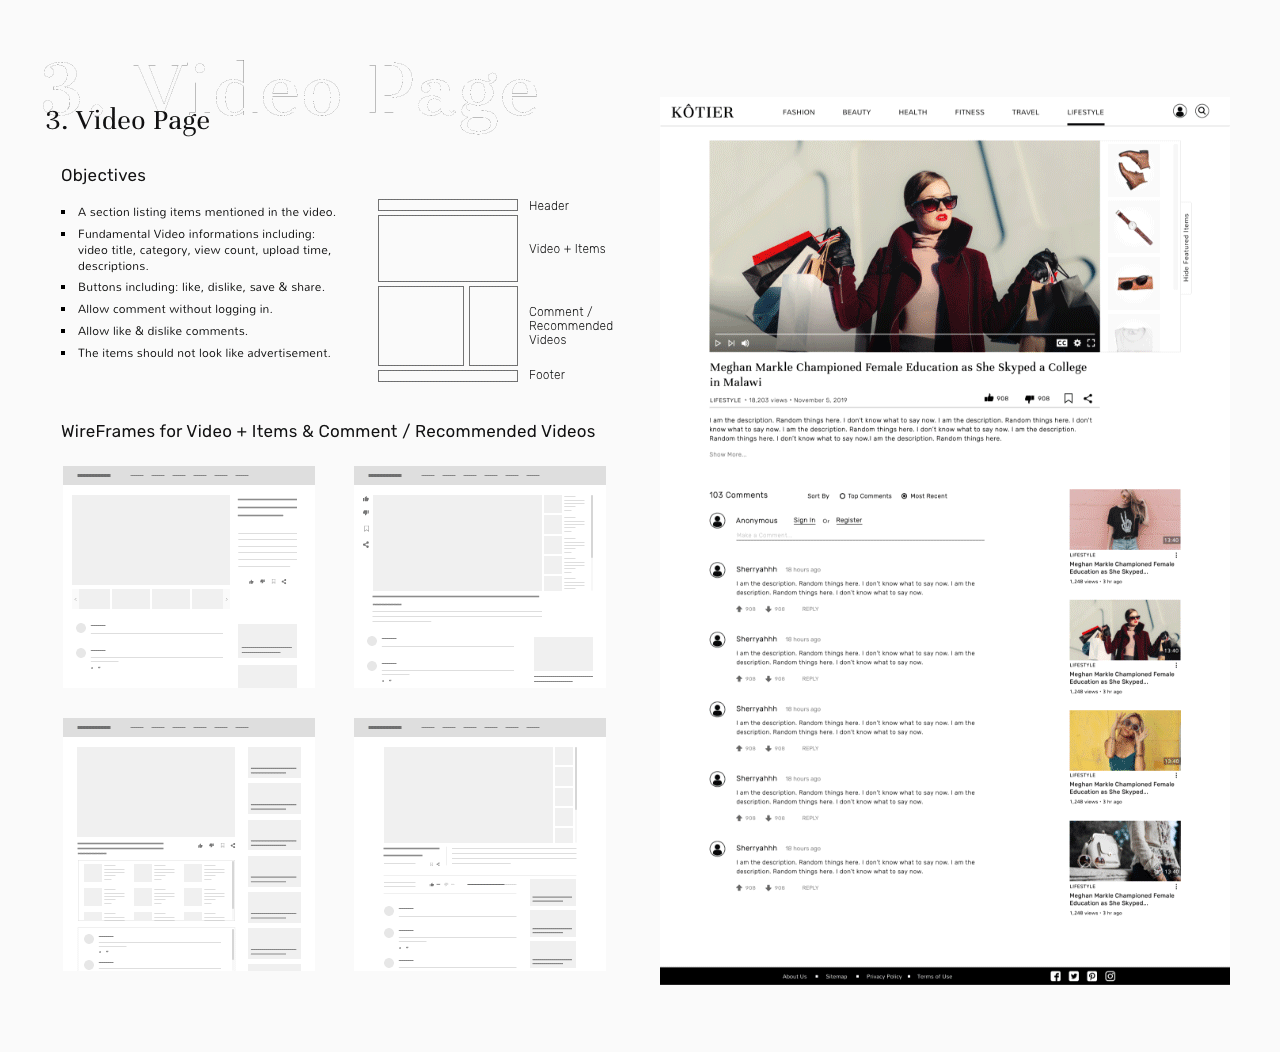 3. Video Page
3. Video Page
Objectives
A section listing items mentioned in the video.
Fundamental Video informations including:
video title, category, view count, upload time,
descriptions.
Buttons including: like, dislike, save & share.
Allow comment without logging in.
Allow like & dislike comments.
The items should not look like advertisement.
Header
Video + Items
Comment /
Recommended
Videos
Footer
WireFrames for Video + Items & Comment / Recommended Videos
KÔTIER
FASHION
BEAUTY
HEALTH
FITNESS
TRAVEL
LIFESTYLE
Hide Featured Items
CC
Meghan Markle Championed Female Education as She Skyped a College
in Malawi
LIFESTYLE • 18,203 views • November 5, 2019
908
908
I am the description. Random things here. I don't know what to say now. I am the description. Random things here. I don't
know what to say now. I am the description. Random things here. I don't know what to say now. I am the description.
Random things here. I don't know what to say now.I am the description. Random things here.
Show More...
103 Comments
Sort By
Top Comments
Most Recent
Anonymous
Sign In
Or
Register
Make a Comment...
Sherryahhh 18 hours ago
I am the description. Random things here. I don't know what to say now. I am the
description. Random things here. I don't know what to say now.
908 908 REPLY
Sherryahhh 18 hours ago
I am the description. Random things here. I don't know what to say now. I am the
description. Random things here. I don't know what to say now.
908 908 REPLY
Sherryahhh 18 hours ago
I am the description. Random things here. I don't know what to say now. I am the
description. Random things here. I don't know what to say now.
908 908 REPLY
Sherryahhh 18 hours ago
I am the description. Random things here. I don't know what to say now. I am the
description. Random things here. I don't know what to say now.
908 908 REPLY
Sherryahhh 18 hours ago
I am the description. Random things here. I don't know what to say now. I am the
description. Random things here. I don't know what to say now.
908 908 REPLY
13:40
LIFESTYLE
Meghan Markle Championed Female
Education as She Skyped...
1,248 views • 3 hr ago
13:40
LIFESTYLE
Meghan Markle Championed Female
Education as She Skyped...
1,248 views • 3 hr ago
13:40
LIFESTYLE
Meghan Markle Championed Female
Education as She Skyped...
1,248 views • 3 hr ago
13:40
LIFESTYLE
Meghan Markle Championed Female
Education as She Skyped...
1,248 views • 3 hr ago
About Us • Sitemap • Privacy Policy • Terms of Use